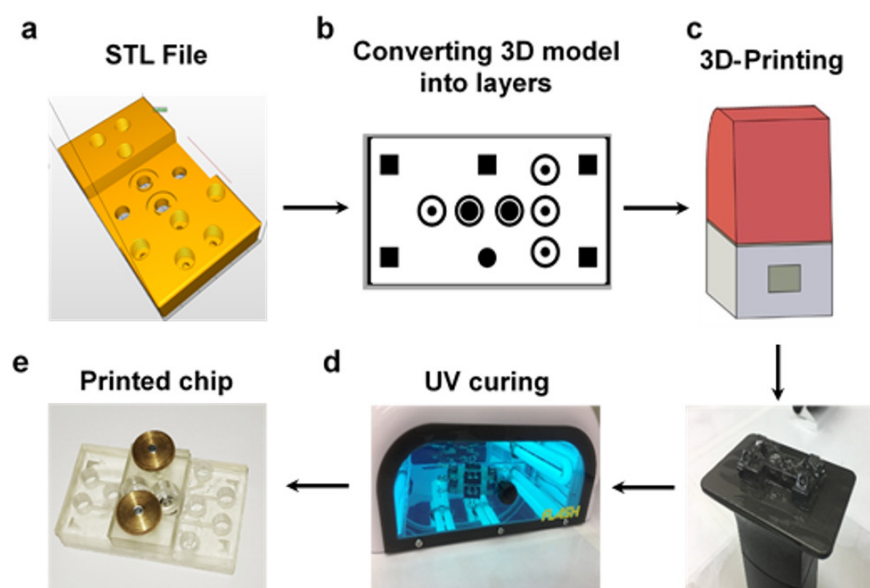 a
STL File
b
Converting 3D model
into layers
c
3D-Printing
e
Printed chip
d
UV curing
FLASH